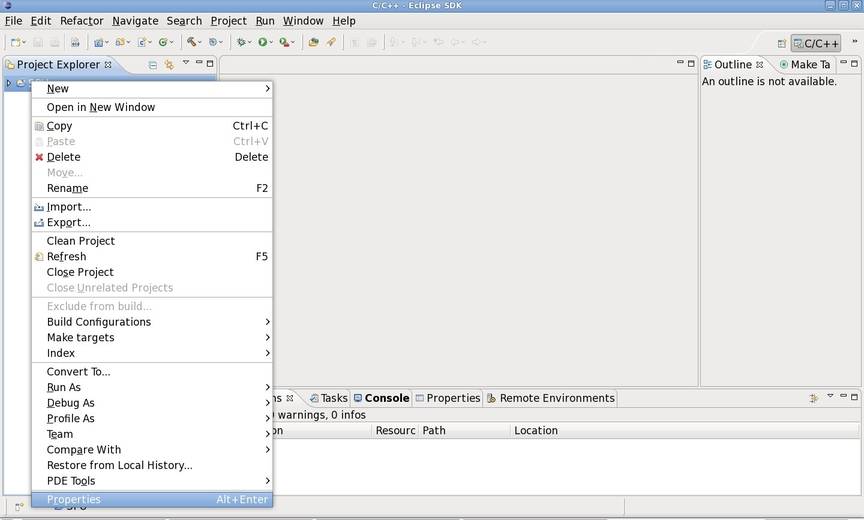 C/C++ - Eclipse SDK
File Edit Refactor Navigate Search Project Run Window Help
C/C++
Project Explorer
Outline
Make Ta
An outline is not available.
New
Open in New Window
Copy Ctrl+C
Paste Ctrl+V
Delete Delete
Move...
Rename F2
Import...
Export...
Clean Project
Refresh F5
Close Project
Close Unrelated Projects
Exclude from build...
Build Configurations
Make targets
Index
Convert To...
Run As
Debug As
Profile As
Team
Compare With
Restore from Local History...
PDE Tools
Properties Alt+Enter
Tasks Console Properties Remote Environments
warnings, 0 infos
Resourc Path Location